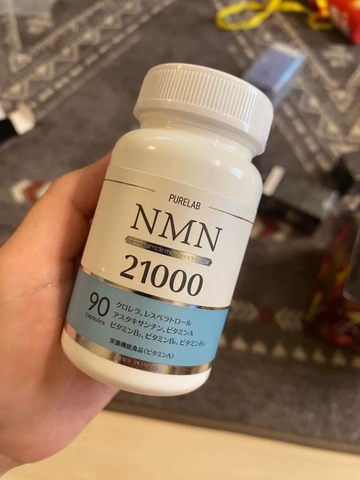 PURELAB
NMN
21000
90
capsules
クロレラ、レスベラトロール
アスタキサンチン、ビタミンA
ビタミンB₂、ビタミンB₆、ビタミンB₁₂
栄養機能食品(ビタミンA)